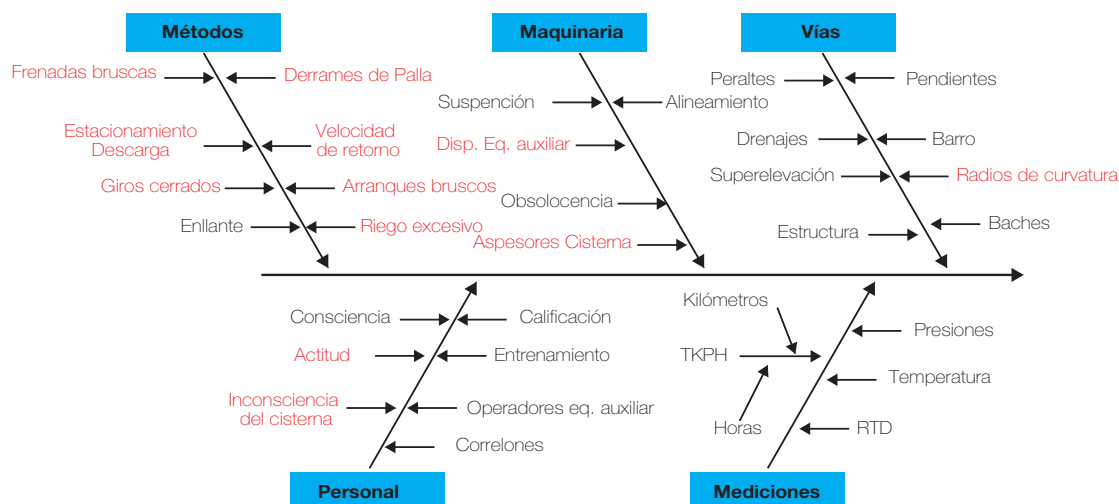 Métodos
Maquinaria
Vías
Frenadas bruscas
Derrames de Palla
Estacionamiento
Descarga
Velocidad
de retorno
Giros cerrados
Arranques bruscos
Enllante
Riego excesivo
Suspención
Alineamiento
Disp. Eq. auxiliar
Obsolocencia
Aspesores Cisterna
Peraltes
Pendientes
Drenajes
Barro
Superelevación
Radios de curvatura
Estructura
Baches
Consciencia
Calificación
Actitud
Entrenamiento
Inconsciencia
del cisterna
Operadores eq. auxiliar
Correlones
Kilómetros
TKPH
Horas
Presiones
Temperatura
RTD
Personal
Mediciones